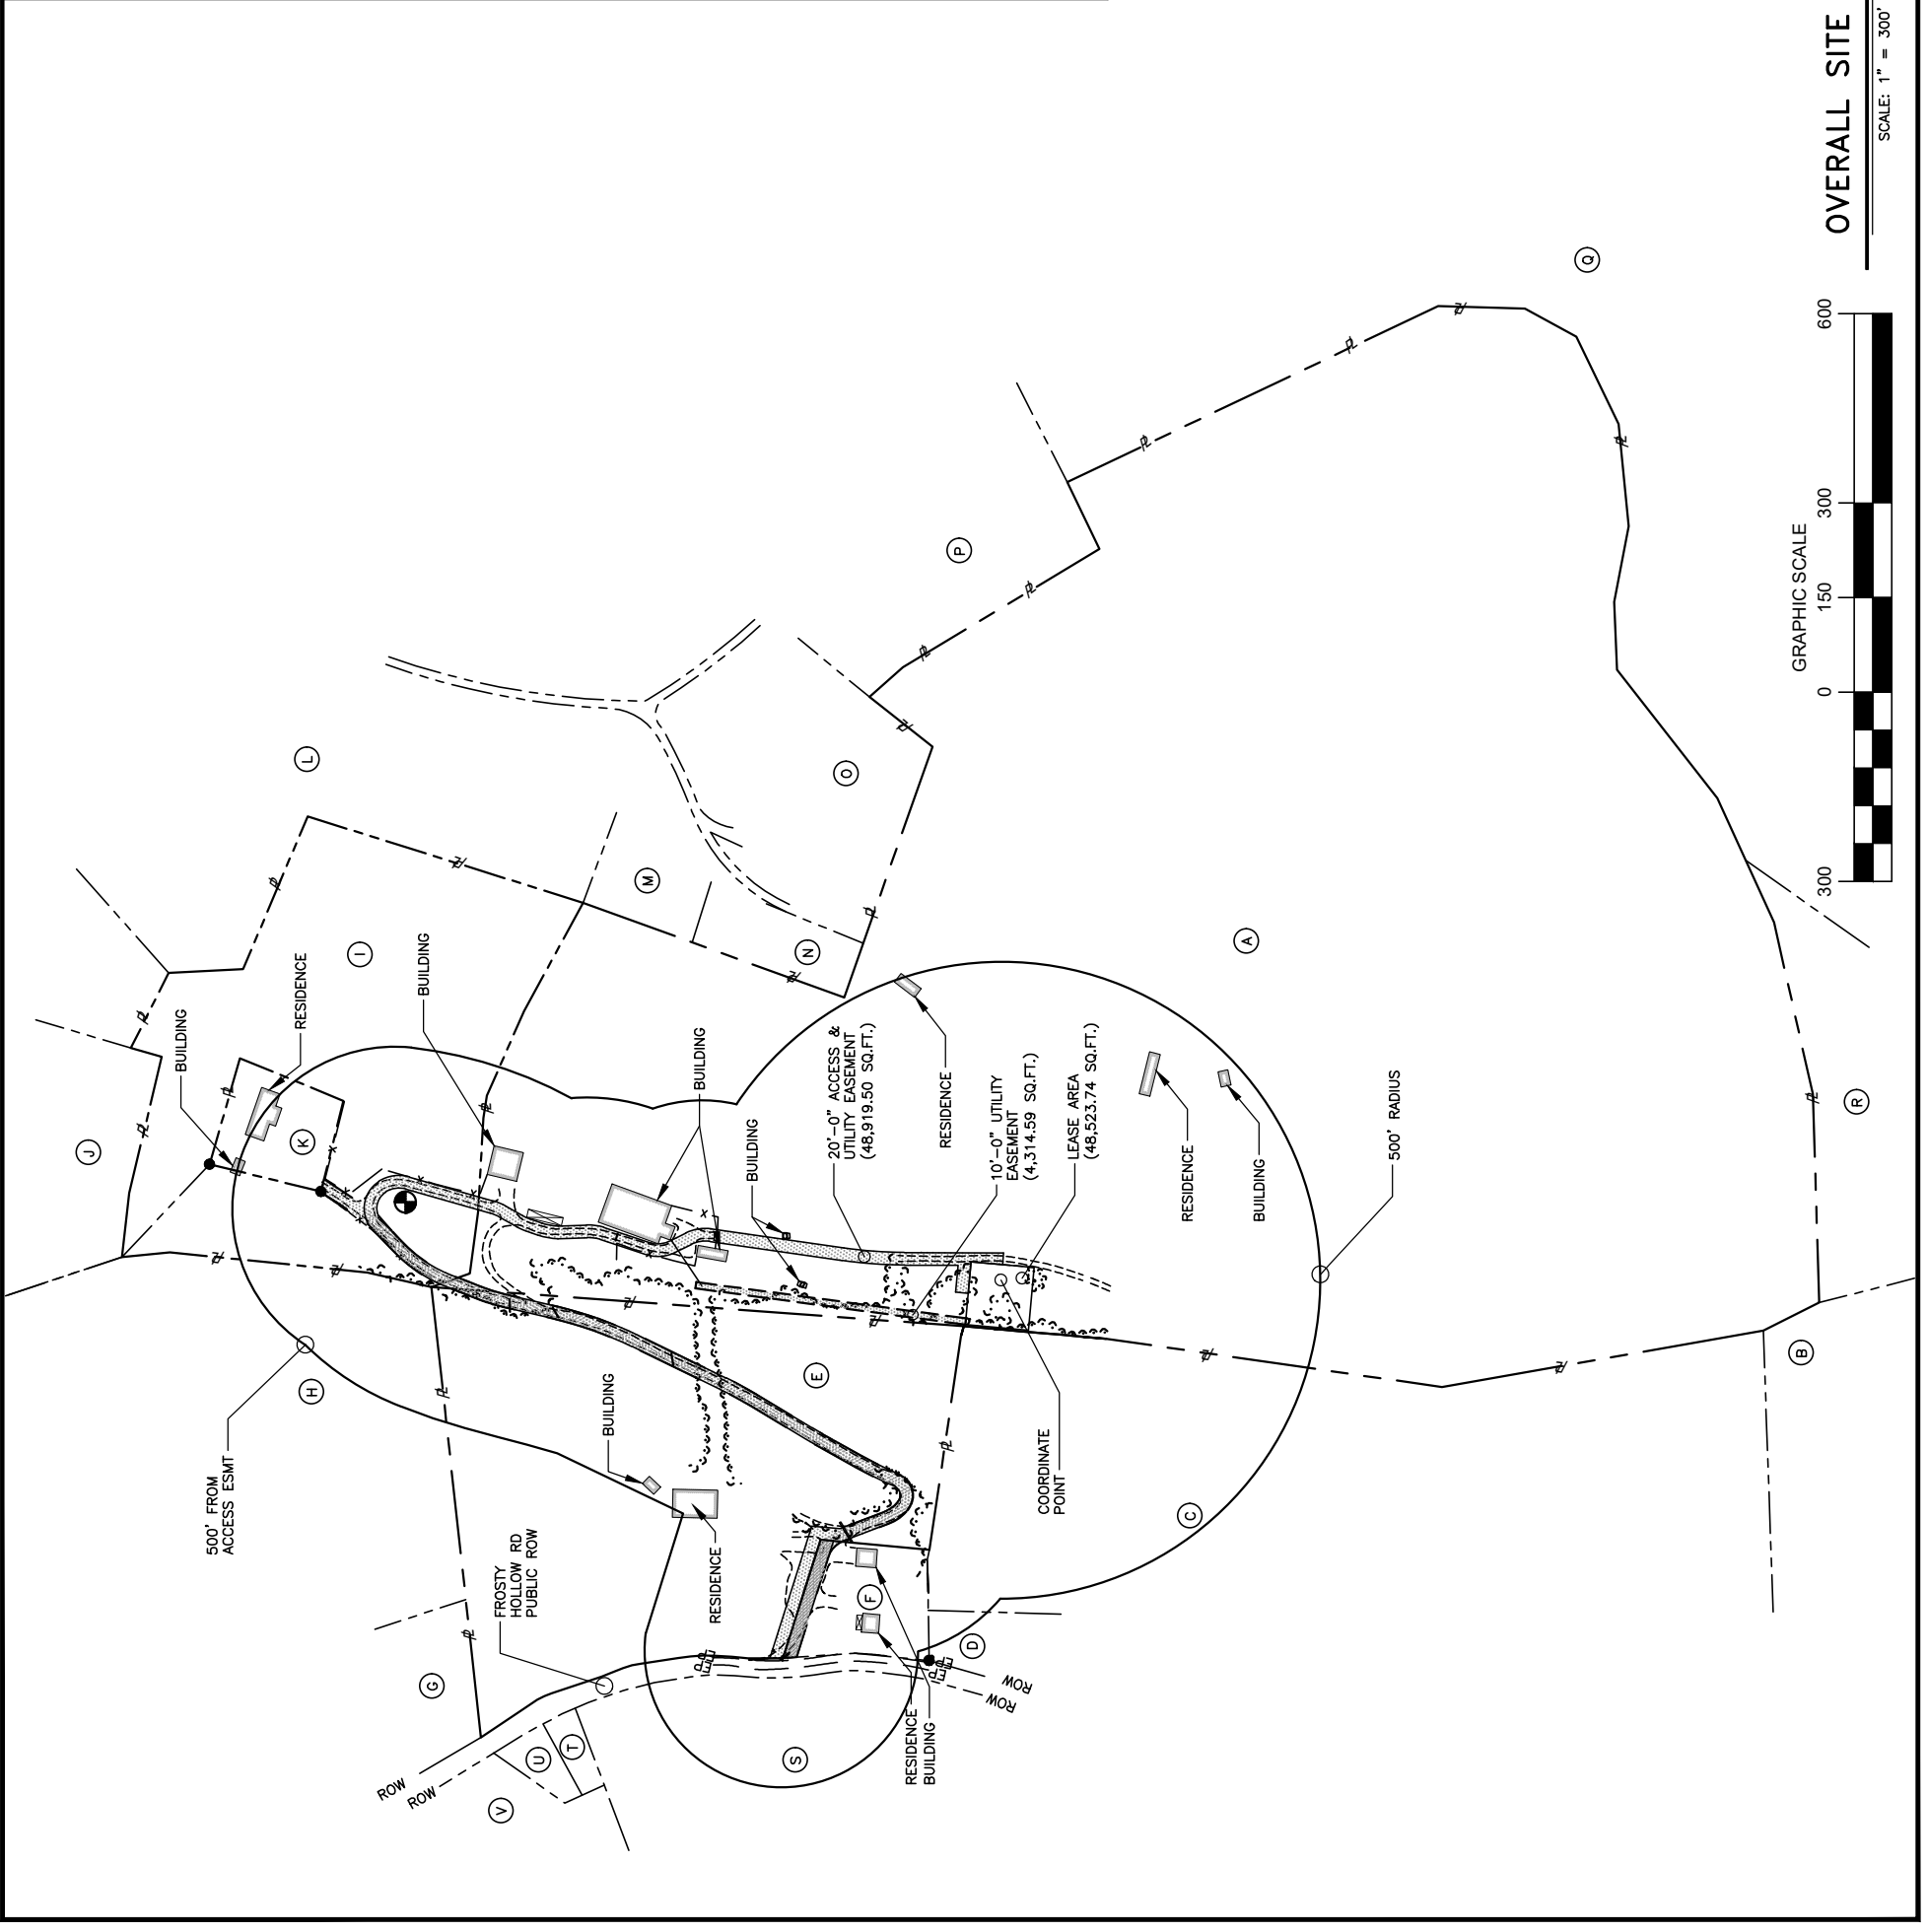 OVERALL SITE
SCALE: 1" = 300'
GRAPHIC SCALE
300
0
150
300
600
J
BUILDING
RESIDENCE
K
I
BUILDING
L
BUILDING
M
BUILDING
N
20'-0" ACCESS &
UTILITY EASEMENT
(48,919.50 SQ.FT.)
O
RESIDENCE
P
10'-0" UTILITY
EASEMENT
(4,314.59 SQ.FT.)
LEASE AREA
(48,523.74 SQ.FT.)
RESIDENCE
A
BUILDING
500' RADIUS
Q
R
B
500' FROM
ACCESS ESMT
H
BUILDING
E
COORDINATE
POINT
C
FROSTY
HOLLOW RD
PUBLIC ROW
RESIDENCE
F
D
G
ROW
ROW
V
U
T
S
RESIDENCE
BUILDING
ROW
ROW